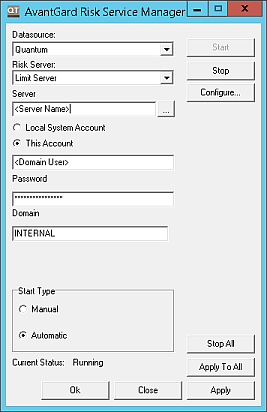 QT AvantGard Risk Service Manager
Datasource:
Quantum
Start
Risk Server:
Limit Server
Stop
Server
Configure...
<Server Name>
...
Local System Account
This Account
<Domain User>
Password
****************
Domain
INTERNAL
Start Type
Manual
Automatic
Stop All
Current Status: Running
Apply To All
Ok
Close
Apply